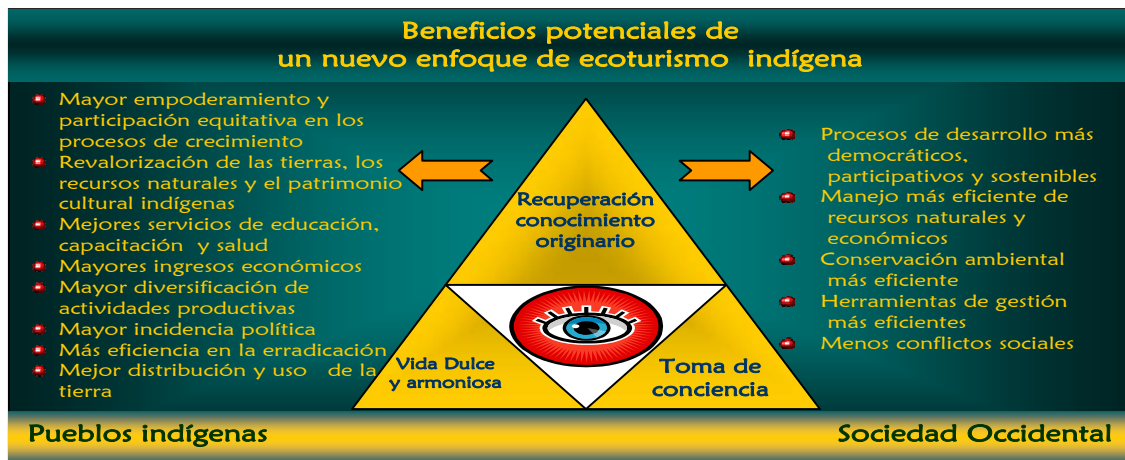 Beneficios potenciales de
un nuevo enfoque de ecoturismo indígena
Mayor empoderamiento y
participación equitativa en los
procesos de crecimiento
Revalorización de las tierras, los
recursos naturales y el patrimonio
cultural indígenas
Mejores servicios de educación,
capacitación y salud
Mayores ingresos económicos
Mayor diversificación de
actividades productivas
Mayor incidencia política
Más eficiencia en la erradicación
Mejor distribución y uso de la
tierra
Recuperación
conocimiento
originario
Vida Dulce
y armoniosa
Toma de
conciencia
Procesos de desarrollo más
democráticos,
participativos y sostenibles
Manejo más eficiente de
recursos naturales y
económicos
Conservación ambiental
más eficiente
Herramientas de gestión
más eficientes
Menos conflictos sociales
Pueblos indígenas
Sociedad Occidental